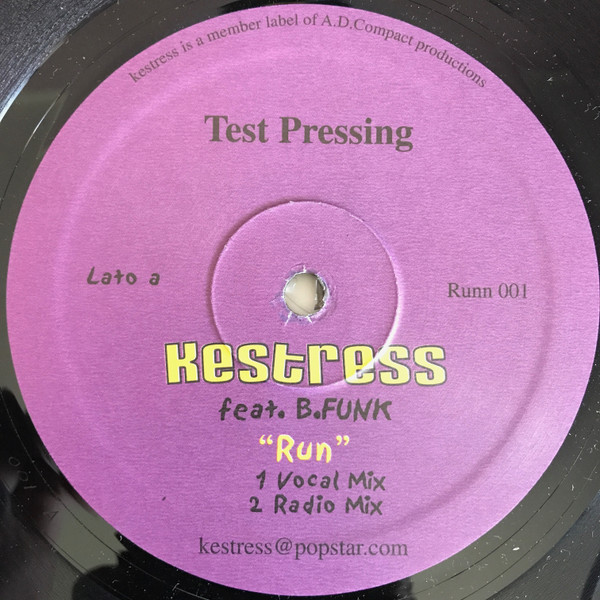 kestress is a member label of A.D.Compact productions
Test Pressing
Lato a
Runn 001
kestress
feat. B.FUNK
“Run”
1 Vocal Mix
2 Radio Mix
kestress@popstar.com